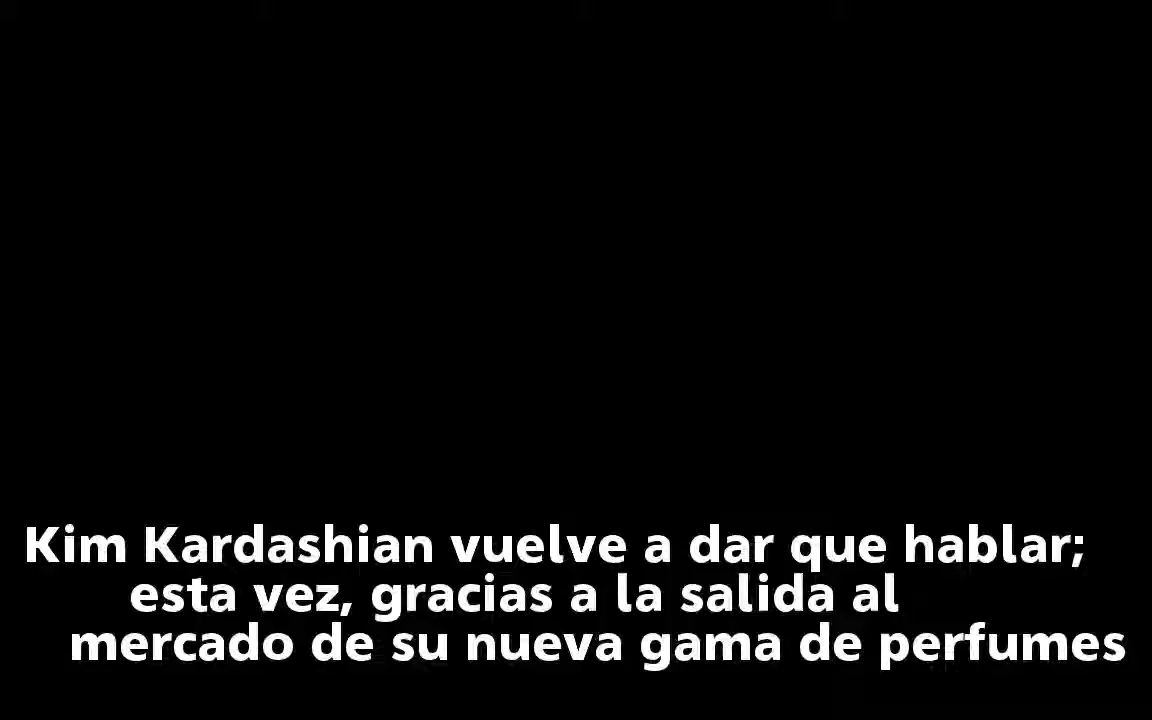 Kim Kardashian vuelve a dar que hablar;
esta vez, gracias a la salida al
mercado de su nueva gama de perfumes